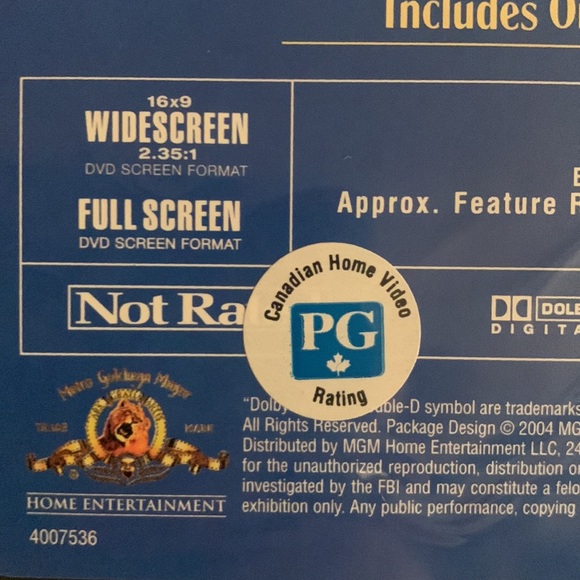 Includes
16x9
WIDESCREEN
2.35:1
DVD SCREEN FORMAT
FULL SCREEN
DVD SCREEN FORMAT
Approx. Feature
Not Ra
Canadian Home Video
PG
Rating
DIGITA
Metro Goldwyn Mayer
TRADE MARK
HOME ENTERTAINMENT
4007536
"Dolby ble-D symbol are trademarks
All Rights Reserved. Package Design © 2004 MG
Distributed by MGM Home Entertainment LLC, 24
for the unauthorized reproduction, distribution o
investigated by the FBI and may constitute a felo
exhibition only. Any public performance, copying